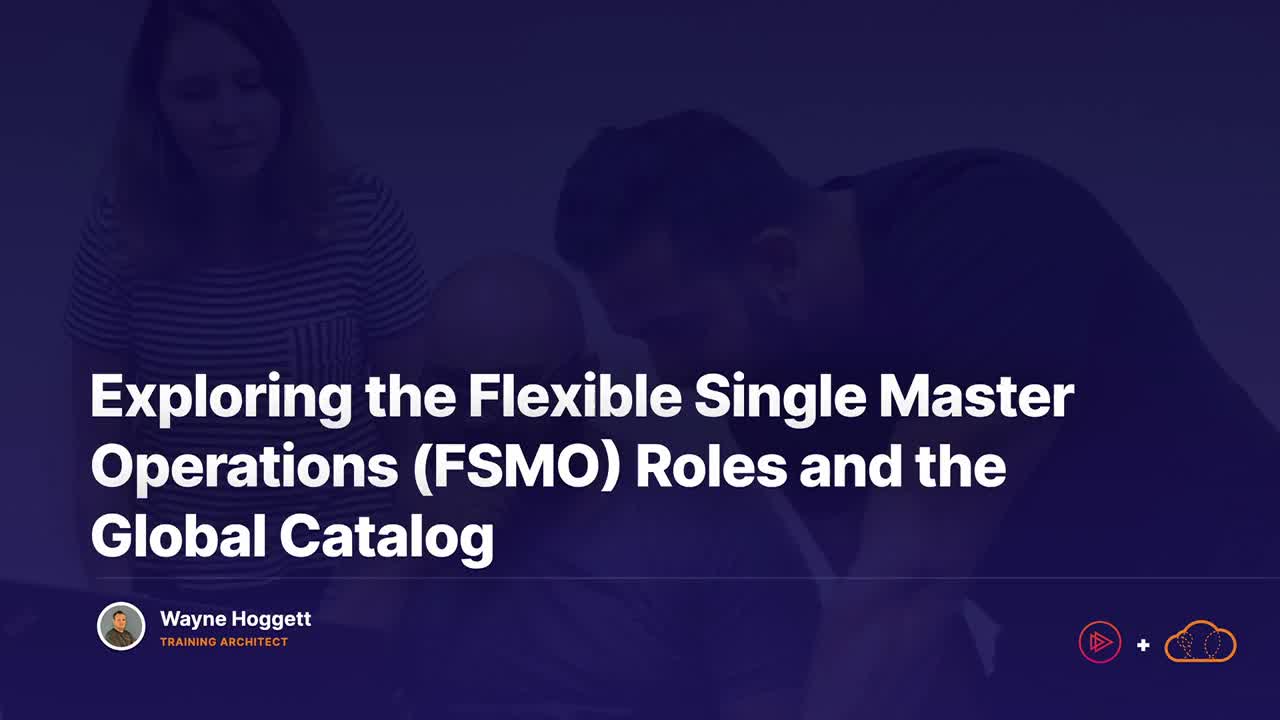 Exploring the Flexible Single Master
Operations (FSMO) Roles and the
Global Catalog
Wayne Hoggett
TRAINING ARCHITECT
+